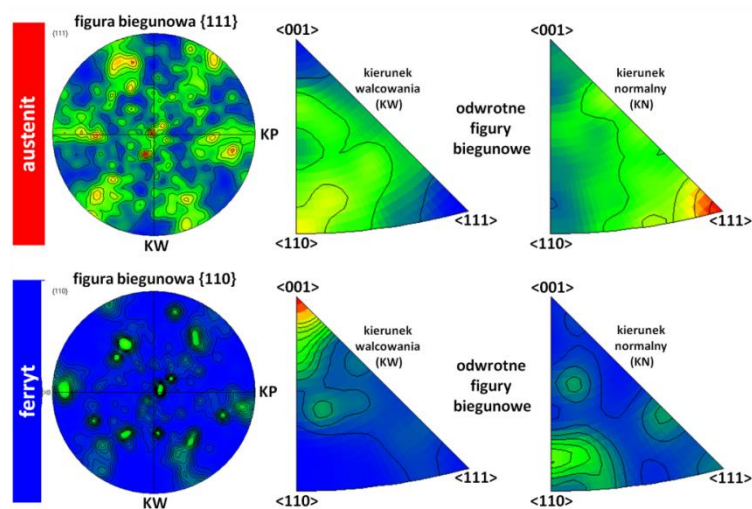 austenit
figura biegunowa {111}
(111)
KP
KW
<001>
kierunek
walcowania
(KW)
<110>
<111>
odwrotne
figury
biegunowe
<001>
kierunek
normalny
(KN)
<110>
<111>
ferryt
figura biegunowa {110}
(110)
KP
KW
<001>
kierunek
walcowania
(KW)
<110>
<111>
odwrotne
figury
biegunowe
<001>
kierunek
normalny
(KN)
<110>
<111>